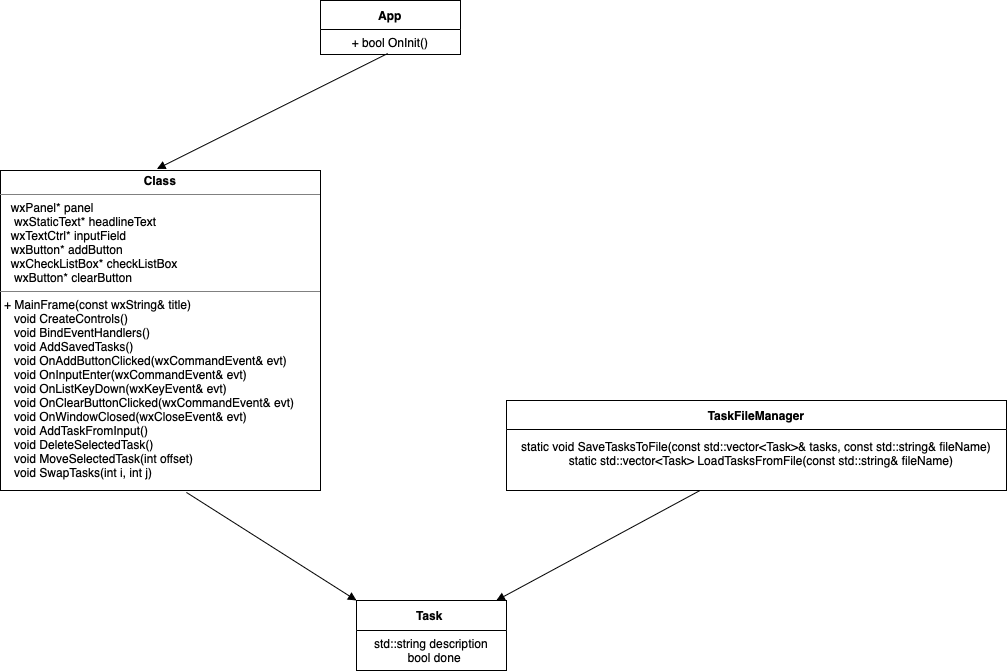 App
+ bool OnInit()
Class
wxPanel* panel
wxStaticText* headlineText
wxTextCtrl* inputField
wxButton* addButton
wxCheckListBox* checkListBox
wxButton* clearButton
+ MainFrame(const wxString& title)
void CreateControls()
void BindEventHandlers()
void AddSavedTasks()
void OnAddButtonClicked(wxCommandEvent& evt)
void OnInputEnter(wxCommandEvent& evt)
void OnListKeyDown(wxKeyEvent& evt)
void OnClearButtonClicked(wxCommandEvent& evt)
void OnWindowClosed(wxCloseEvent& evt)
void AddTaskFromInput()
void DeleteSelectedTask()
void MoveSelectedTask(int offset)
void SwapTasks(int i, int j)
TaskFileManager
static void SaveTasksToFile(const std::vector<Task>& tasks, const std::string& fileName)
static std::vector<Task> LoadTasksFromFile(const std::string& fileName)
Task
std::string description
bool done